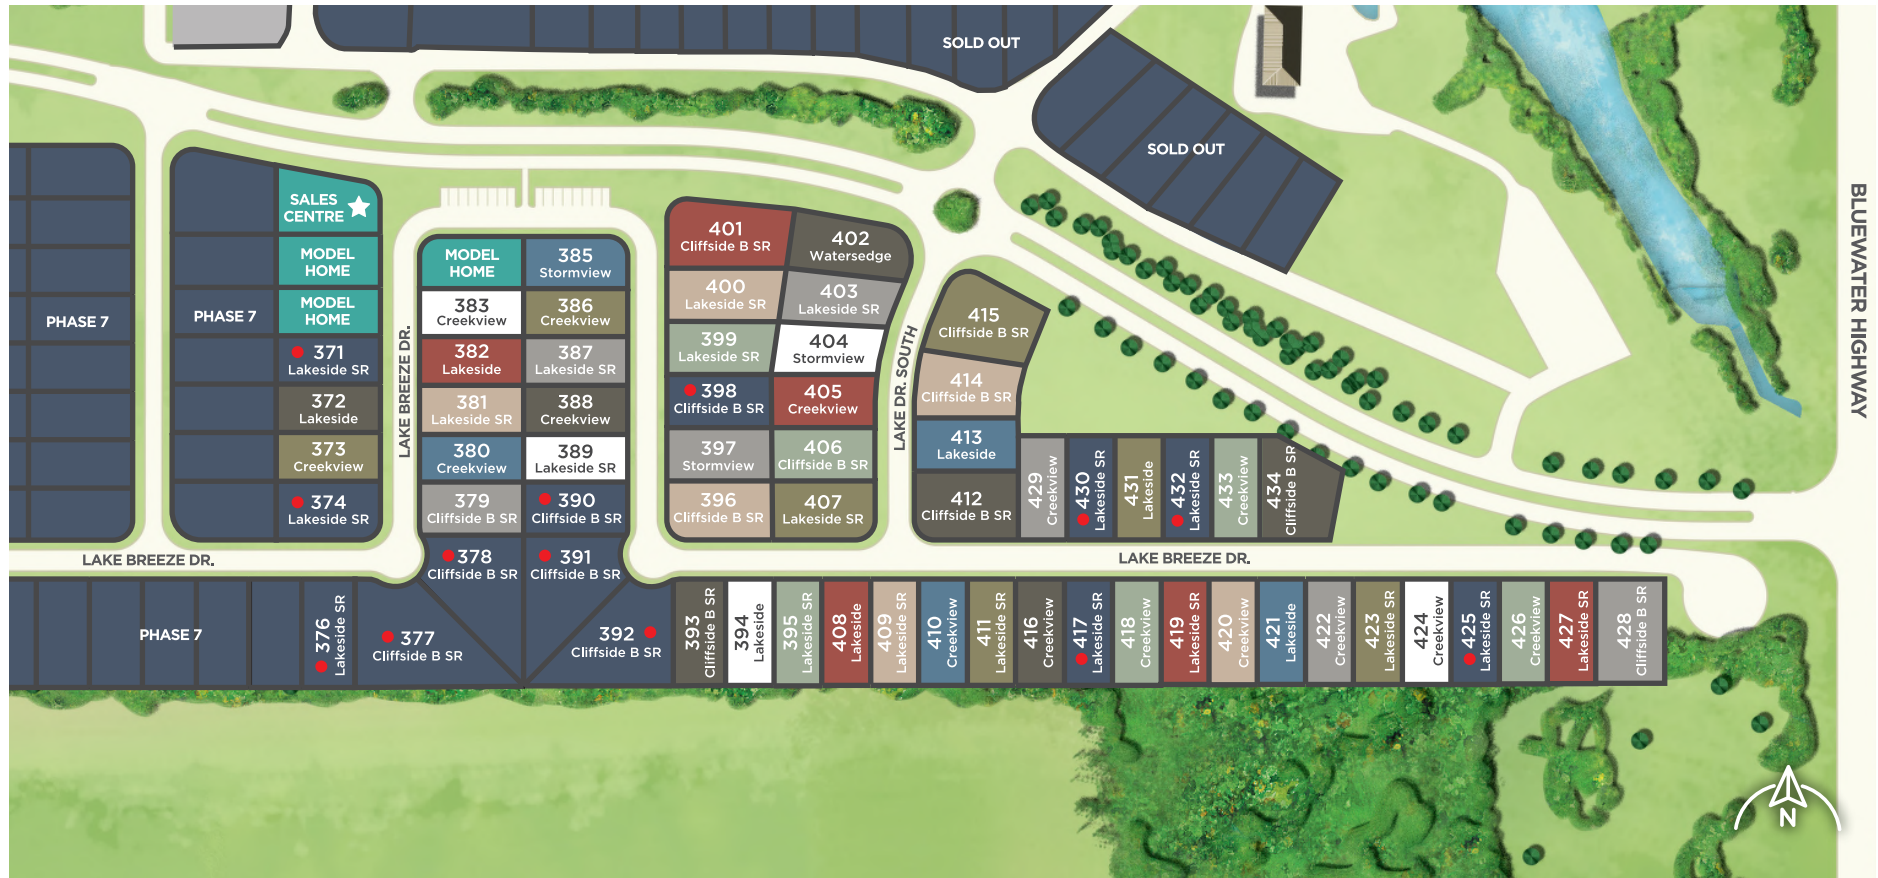 SOLD OUT
SOLD OUT
BLUEWATER HIGHWAY
PHASE 7
PHASE 7
SALES
CENTRE
MODEL
HOME
MODEL
HOME
371
Lakeside SR
372
Lakeside
373
Creekview
374
Lakeside SR
LAKE BREEZE DR.
MODEL
HOME
383
Creekview
382
Lakeside
381
Lakeside SR
380
Creekview
379
Cliffside B SR
378
Cliffside B SR
385
Stormview
386
Creekview
387
Lakeside SR
388
Creekview
389
Lakeside SR
390
Cliffside B SR
391
Cliffside B SR
401
Cliffside B SR
400
Lakeside SR
399
Lakeside SR
398
Cliffside B SR
397
Stormview
396
Cliffside B SR
402
Watersedge
403
Lakeside SR
404
Stormview
405
Creekview
406
Cliffside B SR
407
Lakeside SR
LAKE DR. SOUTH
415
Cliffside B SR
414
Cliffside B SR
413
Lakeside
412
Cliffside B SR
429
Creekview
430
Lakeside SR
431
Lakeside
432
Lakeside SR
433
Creekview
434
Cliffside B SR
LAKE BREEZE DR.
LAKE BREEZE DR.
PHASE 7
376
Lakeside SR
377
Cliffside B SR
392
Cliffside B SR
393
Cliffside B SR
394
Lakeside
395
Lakeside SR
408
Lakeside
409
Lakeside SR
410
Creekview
411
Lakeside SR
416
Creekview
417
Lakeside SR
418
Creekview
419
Lakeside SR
420
Creekview
421
Lakeside
422
Creekview
423
Lakeside SR
424
Creekview
425
Lakeside SR
426
Creekview
427
Lakeside SR
428
Cliffside B SR
N